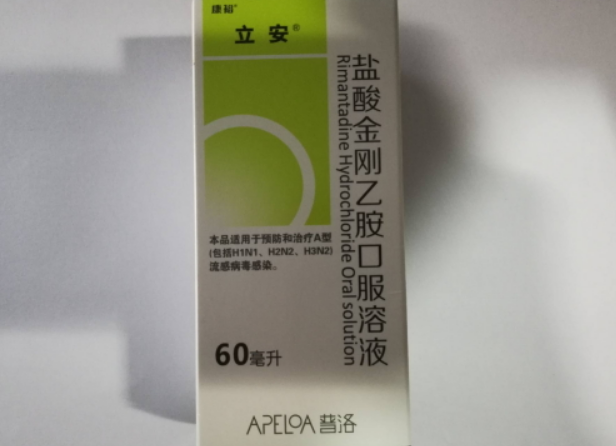 康裕®
立安®
盐酸金刚乙胺口服溶液
Rimantadine Hydrochloride Oral solution
本品适用于预防和治疗A型
(包括H1N1、H2N2、H3N2)
流感病毒感染。
60毫升
APELOA 普洛